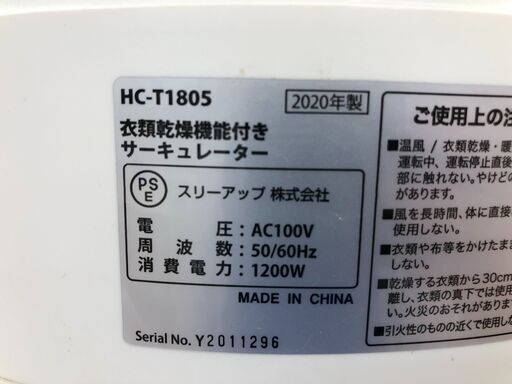 HC-T1805 2020年製
衣類乾燥機能付き
サーキュレーター
PSE スリーアップ 株式会社
電圧:AC100V
周波数:50/60Hz
消費電力:1200W
MADE IN CHINA
Serial No. Y2011296
ご使用上の注
■温風 / 衣類乾燥・暖
運転中、運転停止直後
部に触れない。やけど
があります。
■風を長時間、体に直接
使用しない。
■衣類や布等をかけたまま
しない。
■乾燥する衣類から30cm
離し、衣類の真下では使
い。火災のおそれがありま
■引火性のものの近くで使用し